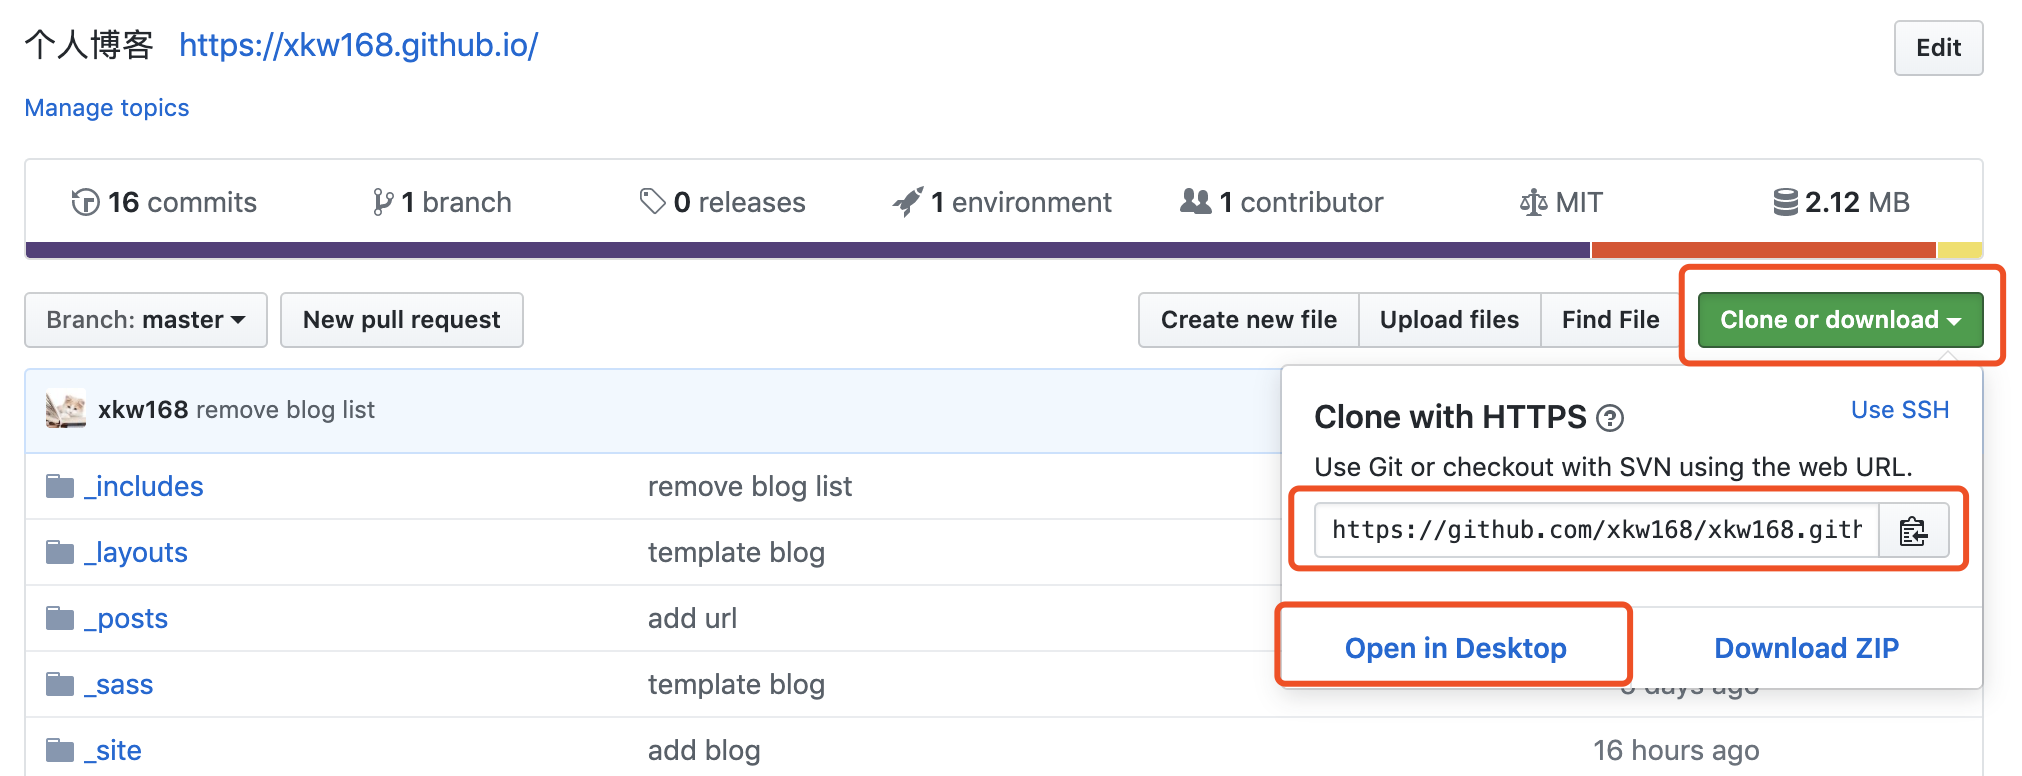 个人博客 https://xkw168.github.io/
Edit
Manage topics
16 commits 1 branch 0 releases 1 environment 1 contributor MIT 2.12 MB
Branch: master New pull request Create new file Upload files Find File Clone or download
xkw168 remove blog list
Clone with HTTPS Use SSH
Use Git or checkout with SVN using the web URL.
https://github.com/xkw168/xkw168.gith
Open in Desktop Download ZIP
_includes remove blog list
_layouts template blog
_posts add url
_sass template blog days ago
_site add blog 16 hours ago